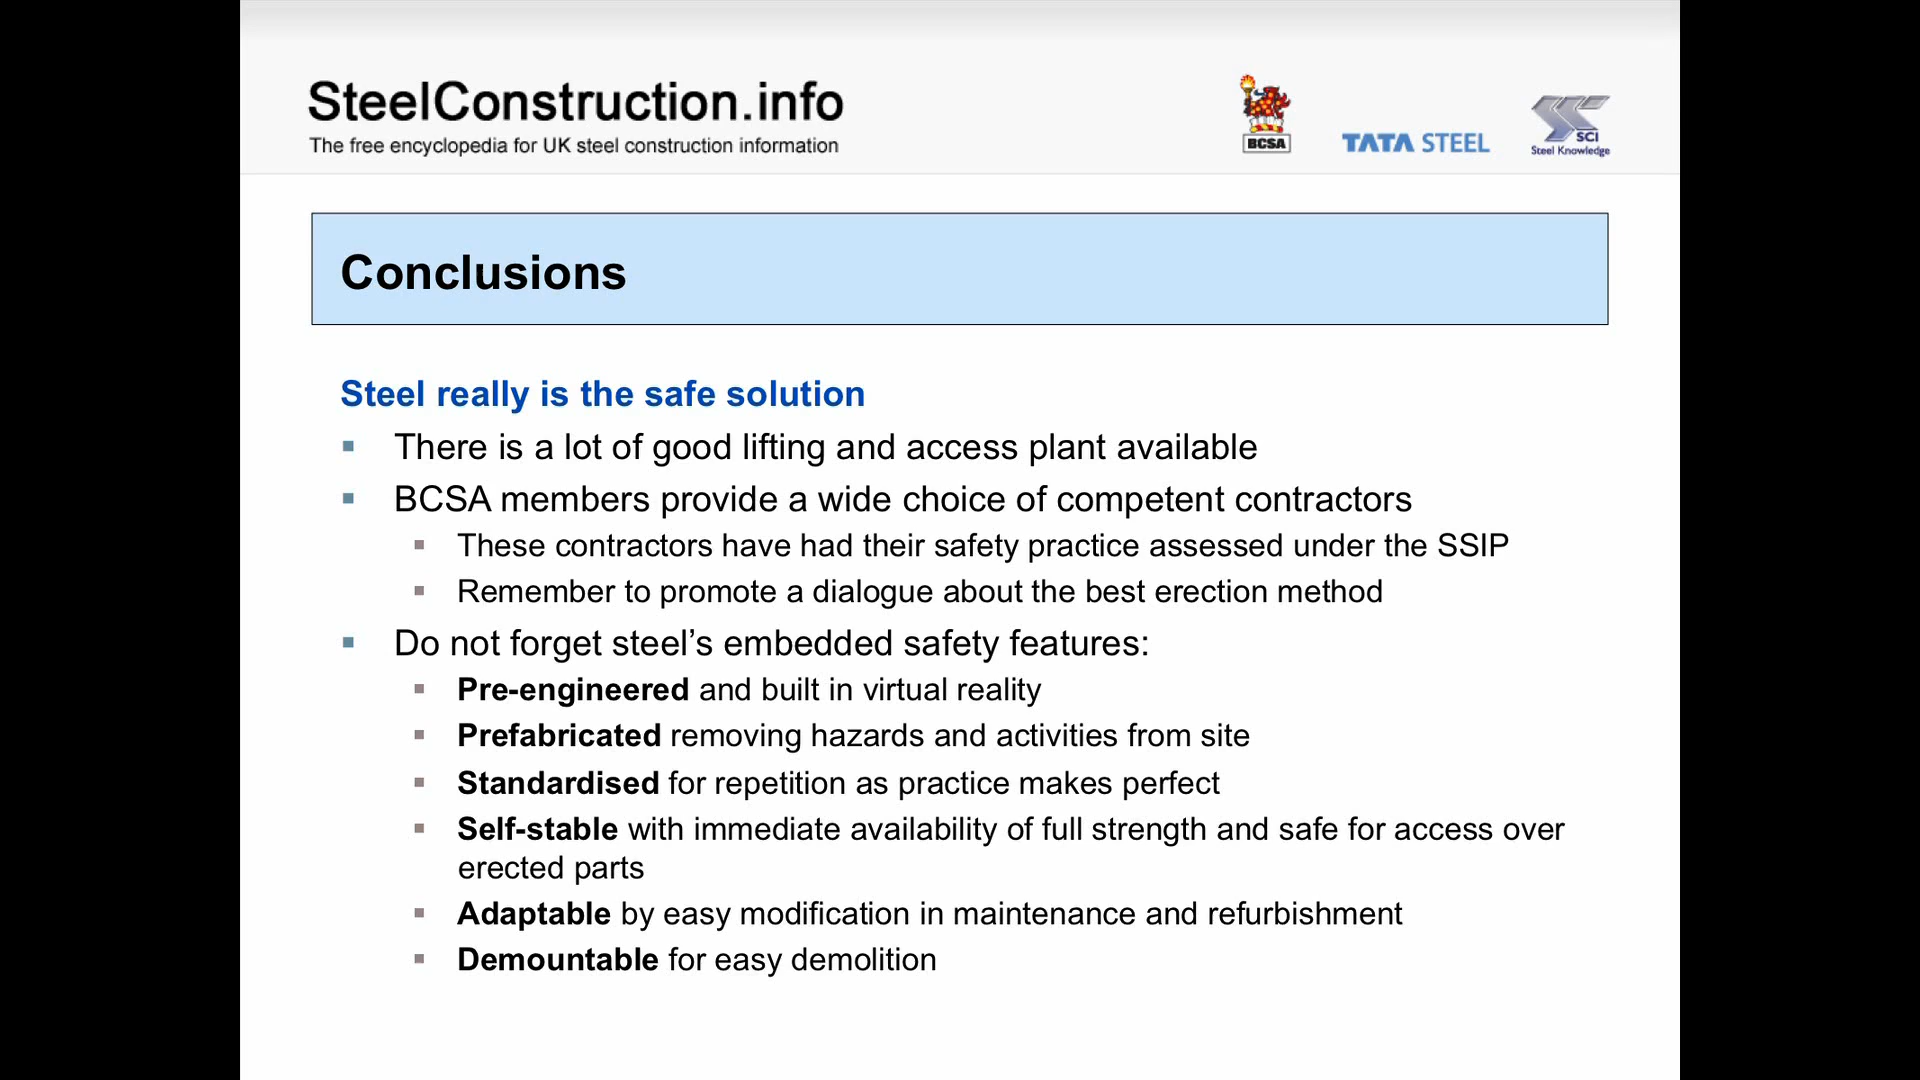 SteelConstruction.info
The free encyclopedia for UK steel construction information
BCSA
TATA STEEL
SCI
Steel Knowledge
Conclusions
Steel really is the safe solution
There is a lot of good lifting and access plant available
BCSA members provide a wide choice of competent contractors
These contractors have had their safety practice assessed under the SSIP
Remember to promote a dialogue about the best erection method
Do not forget steel’s embedded safety features:
Pre-engineered and built in virtual reality
Prefabricated removing hazards and activities from site
Standardised for repetition as practice makes perfect
Self-stable with immediate availability of full strength and safe for access over
erected parts
Adaptable by easy modification in maintenance and refurbishment
Demountable for easy demolition